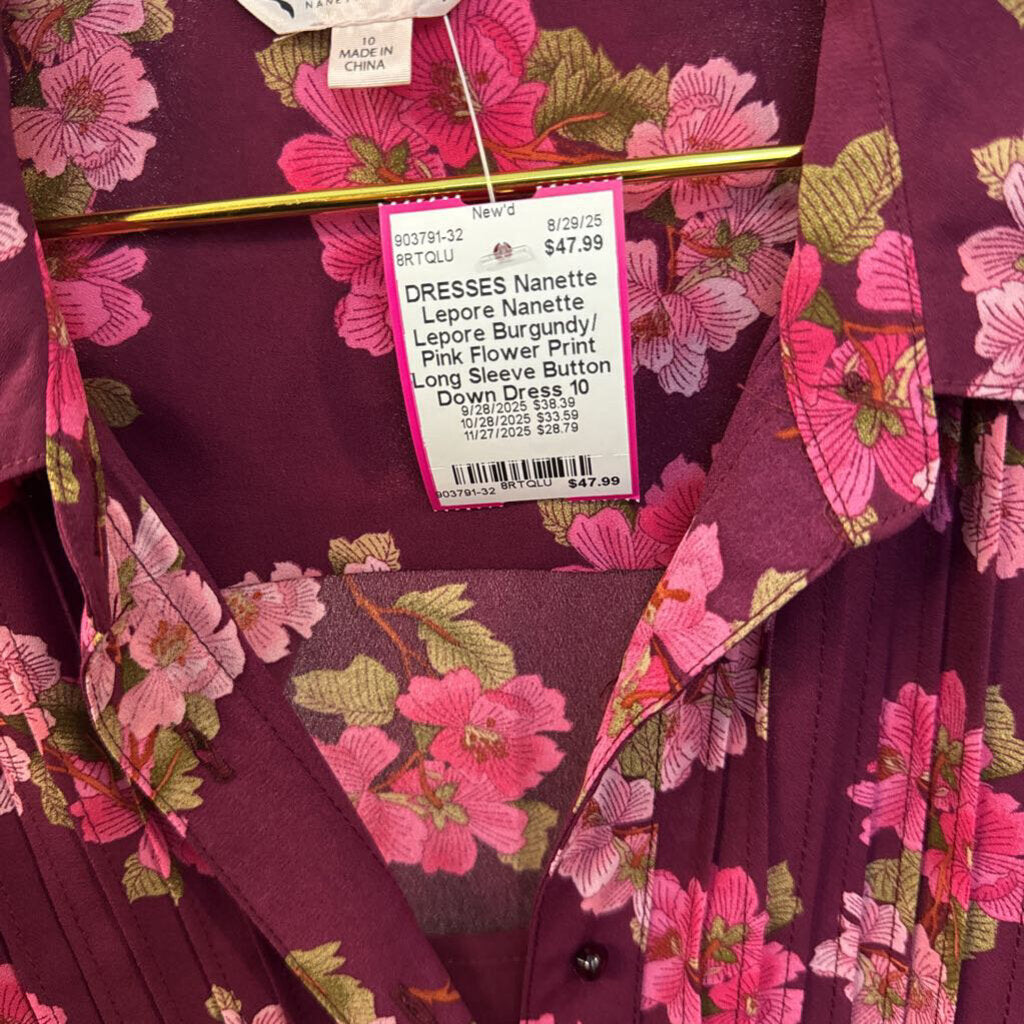 10
MADE IN
CHINA
New'd
903791-32 8/29/25
8RTQLU $47.99
DRESSES Nanette
Lepore Nanette
Lepore Burgundy/
Pink Flower Print
Long Sleeve Button
Down Dress 10
9/28/2025 $38.39
10/28/2025 $33.59
11/27/2025 $28.79
903791-32 8RTQLU $47.99